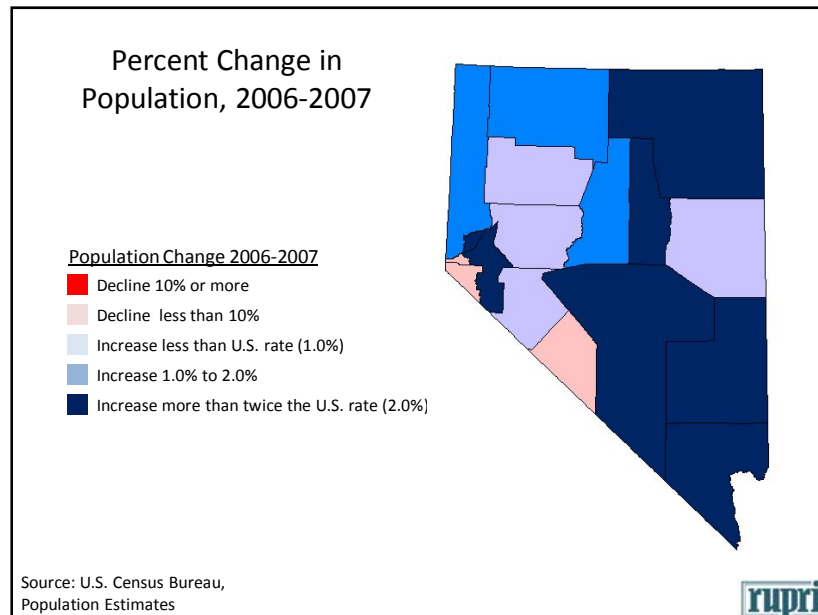 Percent Change in
Population, 2006-2007
Population Change 2006-2007
Decline 10% or more
Decline  less than 10%
Increase less than U.S. rate (1.0%)
Increase 1.0% to 2.0%
Increase more than twice the U.S. rate (2.0%)
Source: U.S. Census Bureau,
Population Estimates
rupri